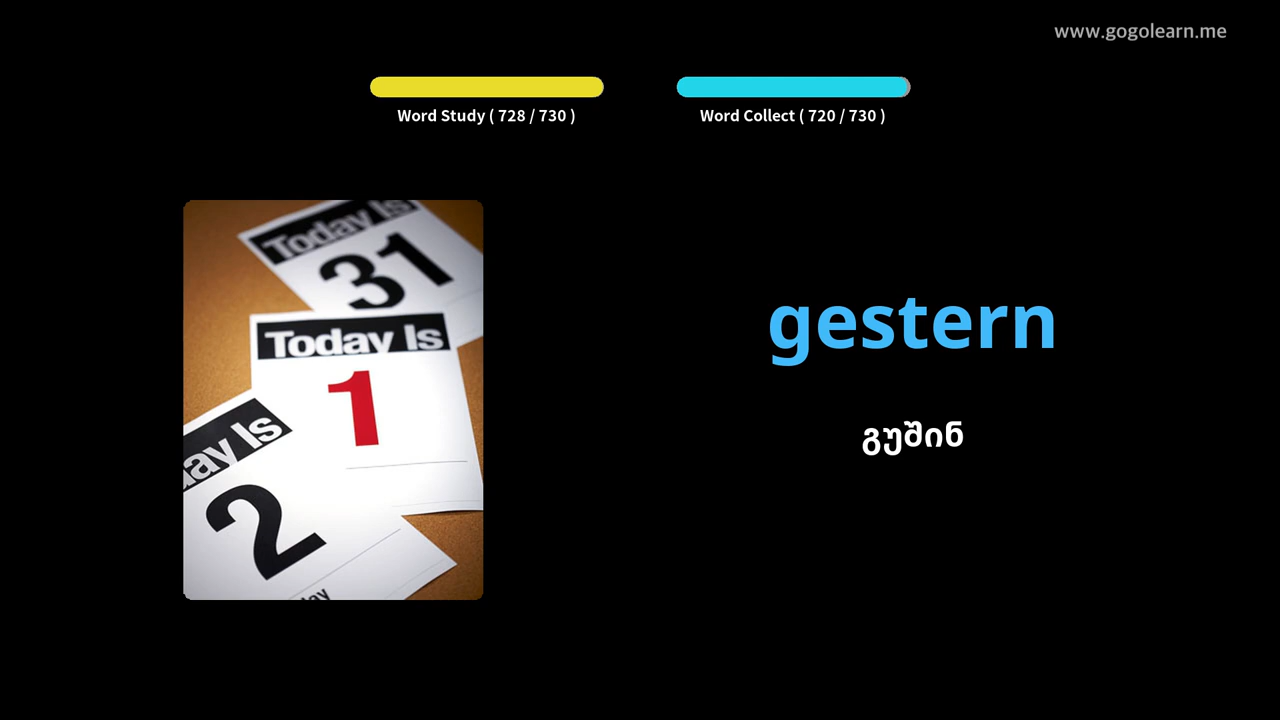 www.gogolearn.me
Word Study ( 728 / 730 )
Word Collect ( 720 / 730 )
Today Is
31
Today Is
1
day Is
2
gestern
გუშინ